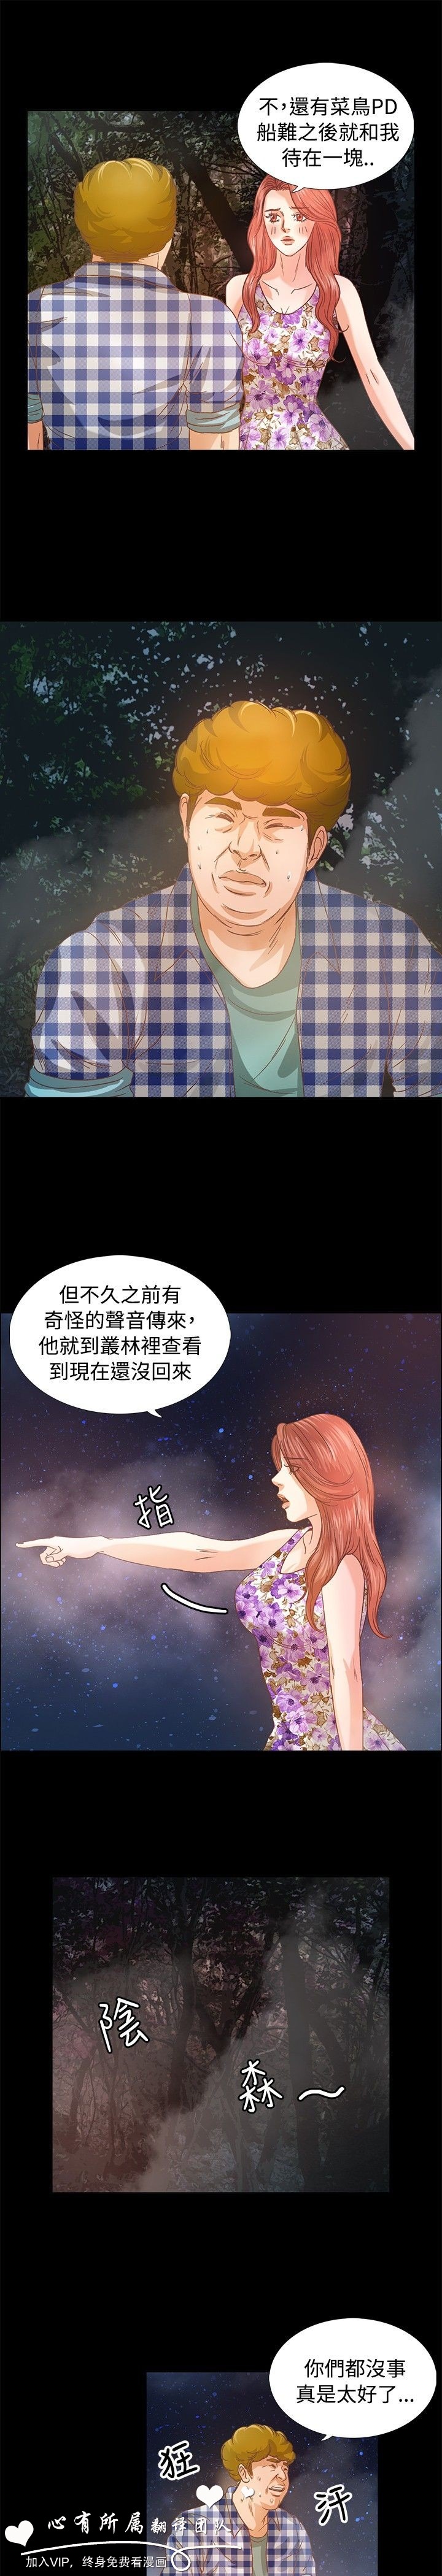 不,還有菜鳥PD
船難之後就和我
待在一塊..
但不久之前有
奇怪的聲音傳來,
他就到叢林裡查看
到現在還沒回來
指
陰
森~
你們都沒事
真是太好了...
狂
汗
心有所属翻译团队
加入VIP，终身免费看漫画